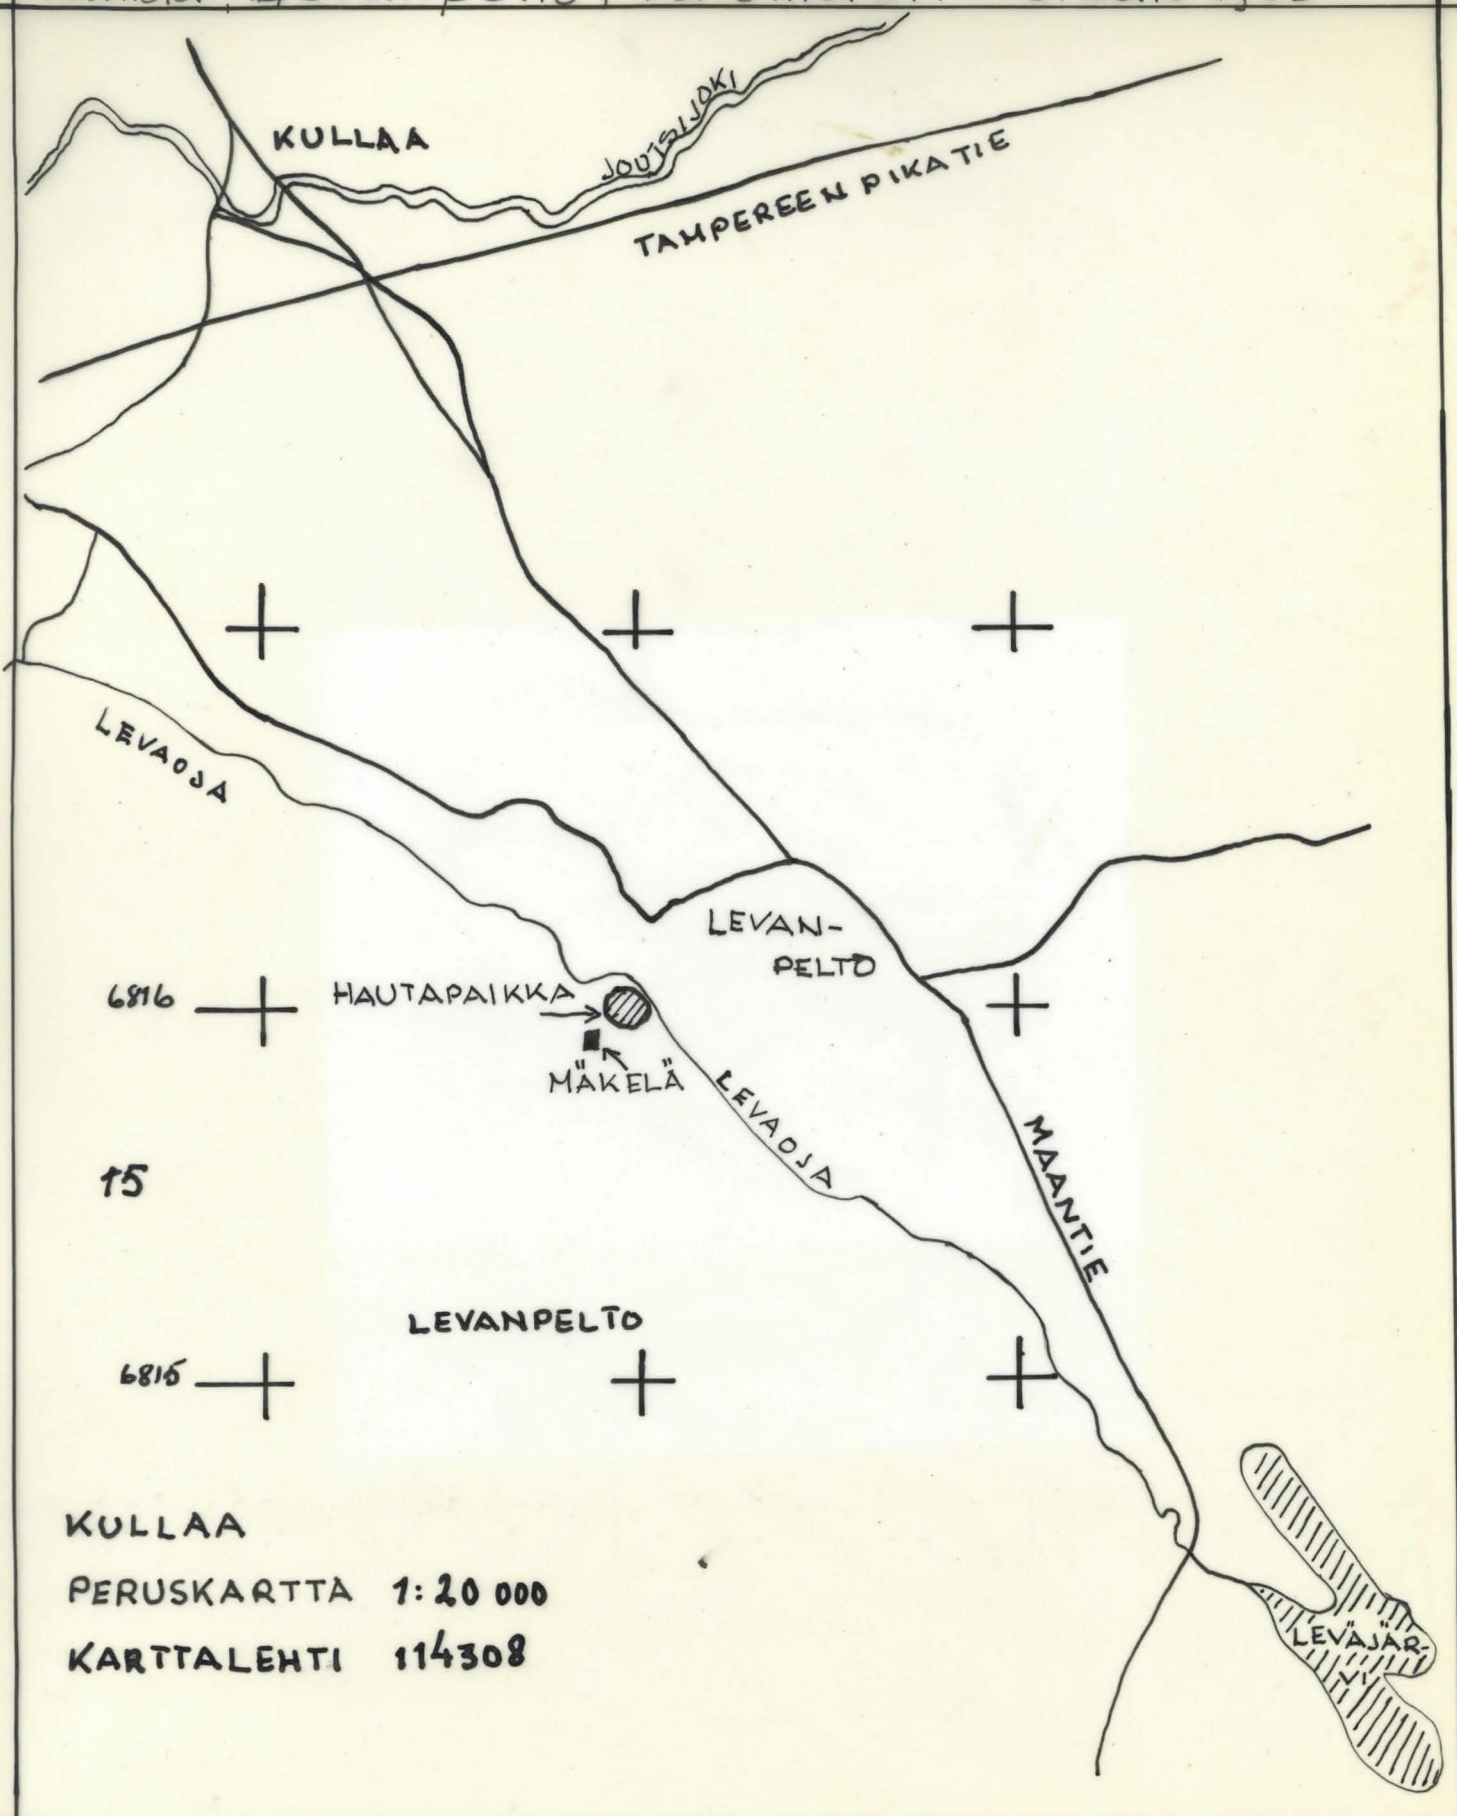 KULLAA
JOUSIJOKI
TAMPEREEN PIKATIE
LEVAOJA
LEVAN-
PELTO
6816
HAUTAPAIKKA
MÄKELÄ
LEVAOJA
MAANTIE
15
LEVANPELTO
6815
KULLAA
PERUSKARTTA 1:20 000
KARTTALEHTI 114308
LEVÄJÄR-
VI